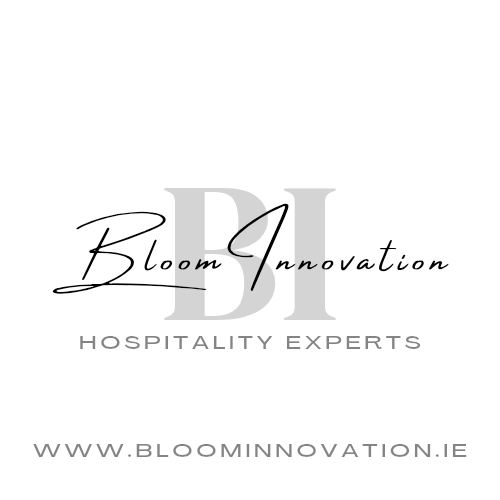 BI
Bloom Innovation
HOSPITALITY EXPERTS
WWW.BLOOMINNOVATION.IE